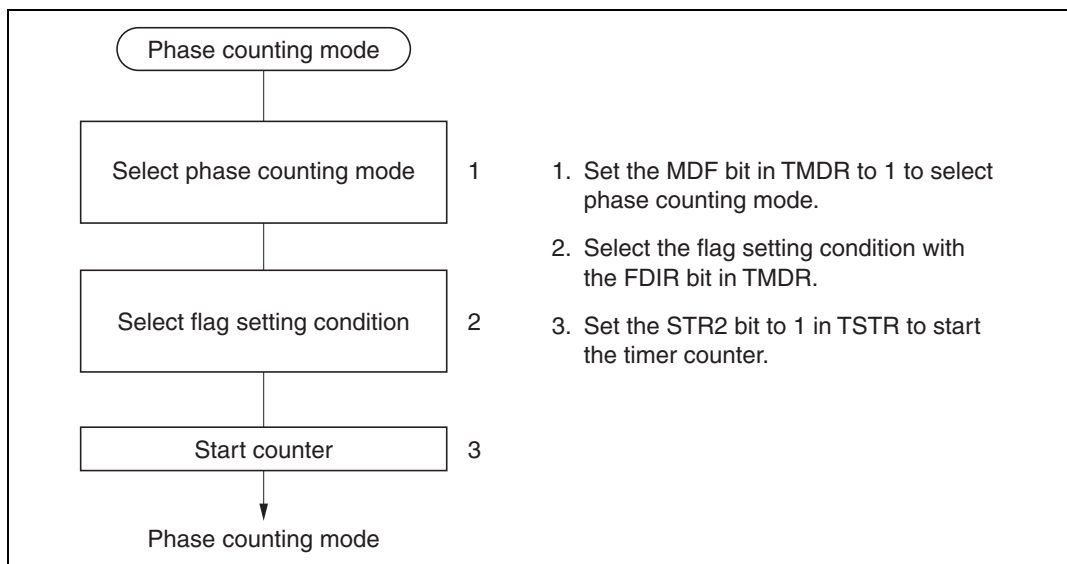 Phase counting mode
Select phase counting mode 1
Select flag setting condition 2
Start counter 3
Phase counting mode
1. Set the MDF bit in TMDR to 1 to select
phase counting mode.
2. Select the flag setting condition with
the FDIR bit in TMDR.
3. Set the STR2 bit to 1 in TSTR to start
the timer counter.